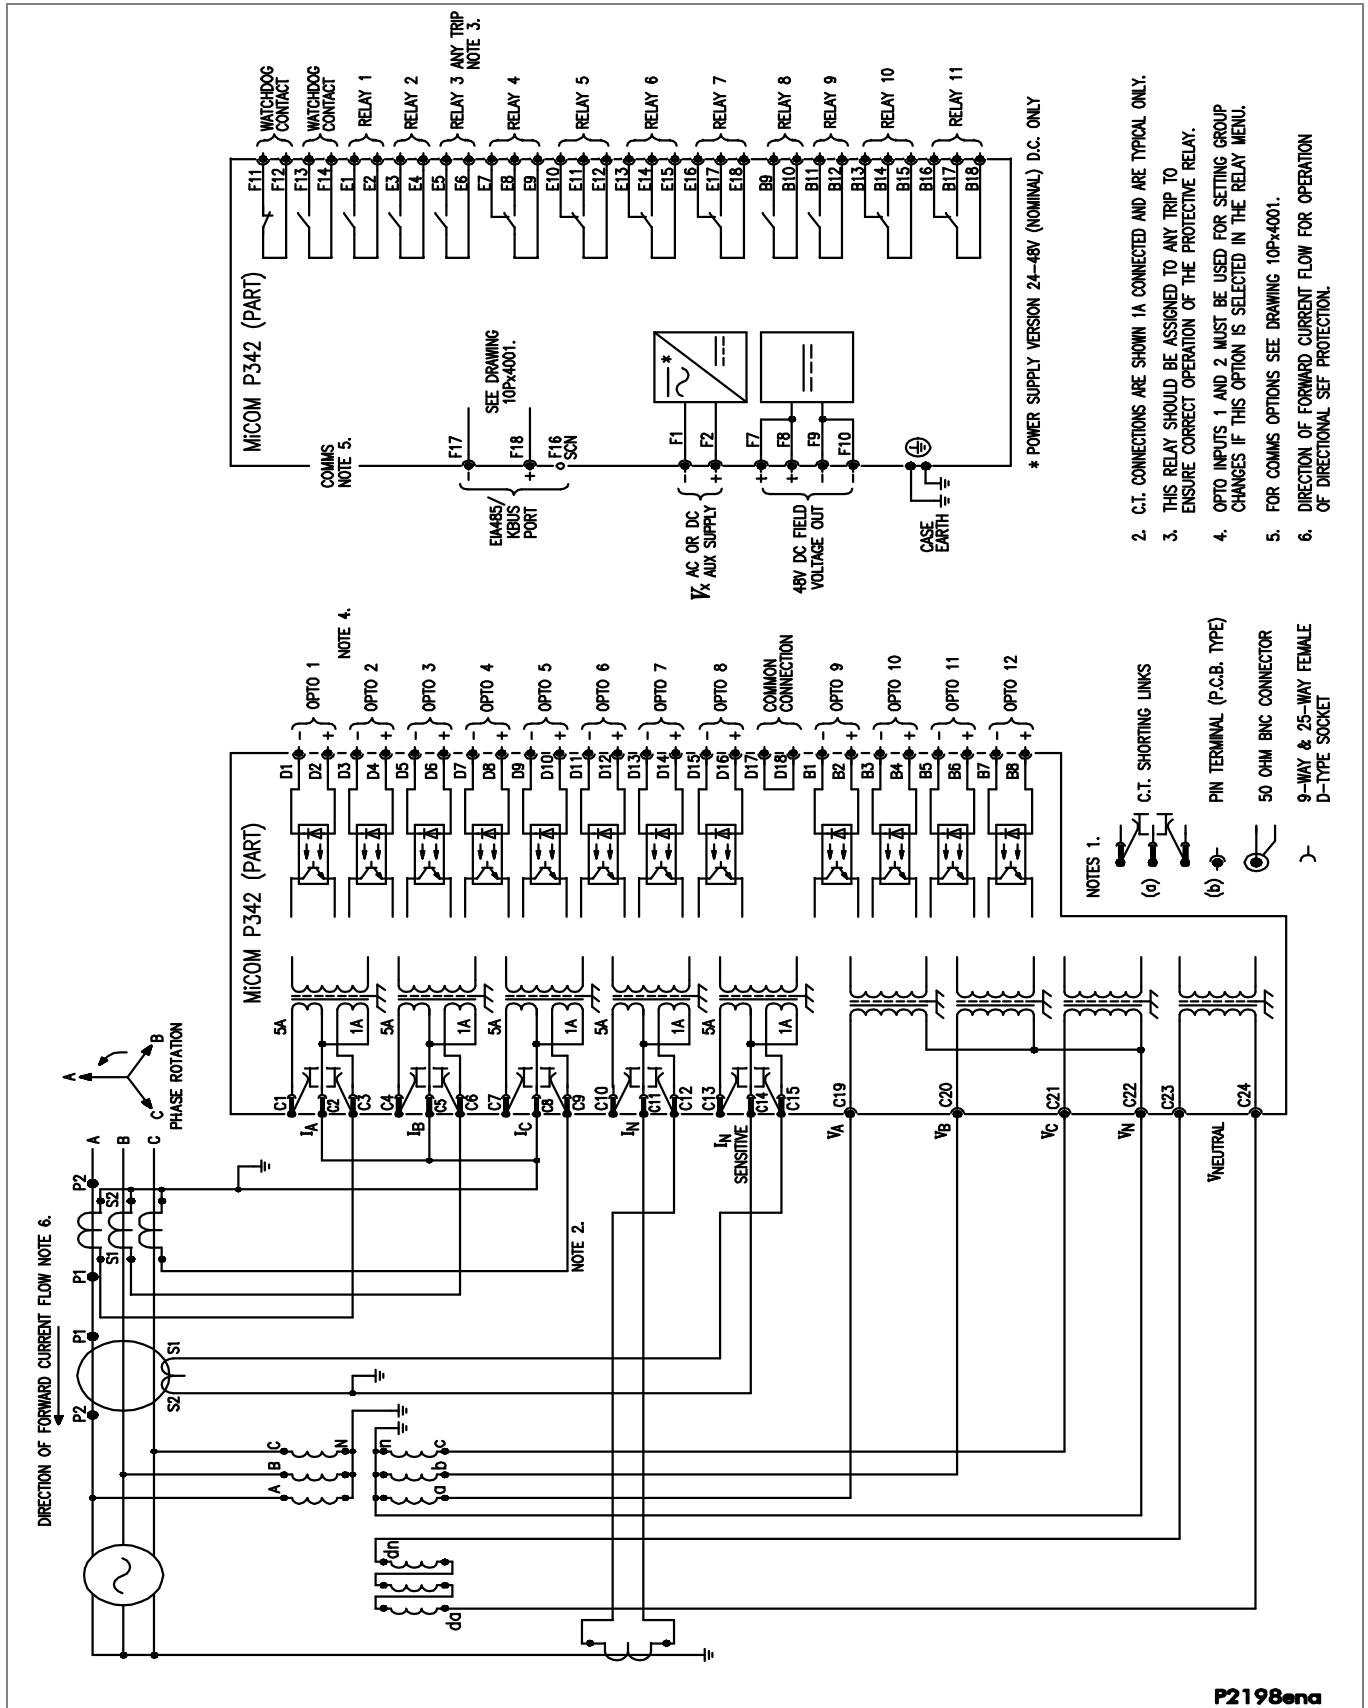 DIRECTION OF FORWARD CURRENT FLOW NOTE 6.
P2
P1
P1
P2
A
B
C
S1
S2
S2
S1
A
B
C
PHASE ROTATION
A
B
C
N
n
a
b
c
dn
da
NOTE 2.
MiCOM P342 (PART)
5A
1A
5A
1A
5A
1A
5A
1A
5A
1A
C1
C2
C3
C4
C5
C6
C7
C8
C9
C10
C11
C12
C13
C14
C15
C19
C20
C21
C22
C23
C24
IA
IB
IC
IN
IN
SENSITIVE
VA
VB
VC
VN
VNEUTRAL
D1
D2
D3
D4
D5
D6
D7
D8
D9
D10
D11
D12
D13
D14
D15
D16
D17
D18
B1
B2
B3
B4
B5
B6
B7
B8
- + OPTO 1
NOTE 4.
- + OPTO 2
- + OPTO 3
- + OPTO 4
- + OPTO 5
- + OPTO 6
- + OPTO 7
- + OPTO 8
COMMON
CONNECTION
- + OPTO 9
- + OPTO 10
- + OPTO 11
- + OPTO 12
NOTES 1.
(a) C.T. SHORTING LINKS
(b) PIN TERMINAL (P.C.B. TYPE)
50 OHM BNC CONNECTOR
9-WAY & 25-WAY FEMALE
D-TYPE SOCKET
MiCOM P342 (PART)
COMMS
NOTE 5.
EIA485/
KBUS
PORT
-
+
F17
F18
F16
SCN
SEE DRAWING
10Px4001.
Vx AC OR DC
AUX SUPPLY
-
+
F1
F2
*
48V DC FIELD
VOLTAGE OUT
+
+
-
-
F7
F8
F9
F10
CASE
EARTH
F11
F12
F13
F14
E1
E2
E3
E4
E5
E6
E7
E8
E9
E10
E11
E12
E13
E14
E15
E16
E17
E18
B9
B10
B11
B12
B13
B14
B15
B16
B17
B18
WATCHDOG
CONTACT
WATCHDOG
CONTACT
RELAY 1
RELAY 2
RELAY 3 ANY TRIP
NOTE 3.
RELAY 4
RELAY 5
RELAY 6
RELAY 7
RELAY 8
RELAY 9
RELAY 10
RELAY 11
* POWER SUPPLY VERSION 24-48V (NOMINAL) D.C. ONLY
2. C.T. CONNECTIONS ARE SHOWN 1A CONNECTED AND ARE TYPICAL ONLY.
3. THIS RELAY SHOULD BE ASSIGNED TO ANY TRIP TO
ENSURE CORRECT OPERATION OF THE PROTECTIVE RELAY.
4. OPTO INPUTS 1 AND 2 MUST BE USED FOR SETTING GROUP
CHANGES IF THIS OPTION IS SELECTED IN THE RELAY MENU.
5. FOR COMMS OPTIONS SEE DRAWING 10Px4001.
6. DIRECTION OF FORWARD CURRENT FLOW FOR OPERATION
OF DIRECTIONAL SEF PROTECTION.
P2198ena